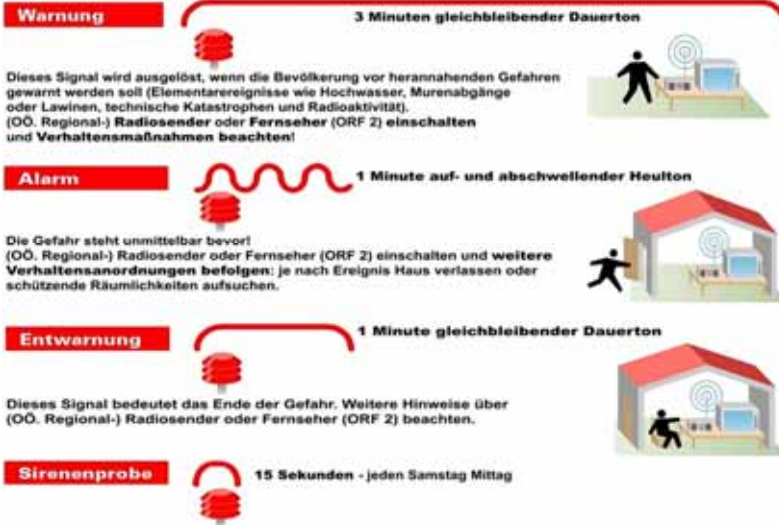 Warnung
3 Minuten gleichbleibender Dauerton
Dieses Signal wird ausgelöst, wenn die Bevölkerung vor herannahenden Gefahren
gewarnt werden soll (Elementarereignisse wie Hochwasser, Murenabgänge
oder Lawinen, technische Katastrophen und Radioaktivität).
(OÖ. Regional-) Radiosender oder Fernseher (ORF 2) einschalten
und Verhaltensmaßnahmen beachten!
Alarm
1 Minute auf- und abschwellender Heulton
Die Gefahr steht unmittelbar bevor!
(OÖ. Regional-) Radiosender oder Fernseher (ORF 2) einschalten und weitere
Verhaltensanordnungen befolgen: je nach Ereignis Haus verlassen oder
schützende Räumlichkeiten aufsuchen.
Entwarnung
1 Minute gleichbleibender Dauerton
Dieses Signal bedeutet das Ende der Gefahr. Weitere Hinweise über
(OÖ. Regional-) Radiosender oder Fernseher (ORF 2) beachten.
Sirenenprobe
15 Sekunden - jeden Samstag Mittag